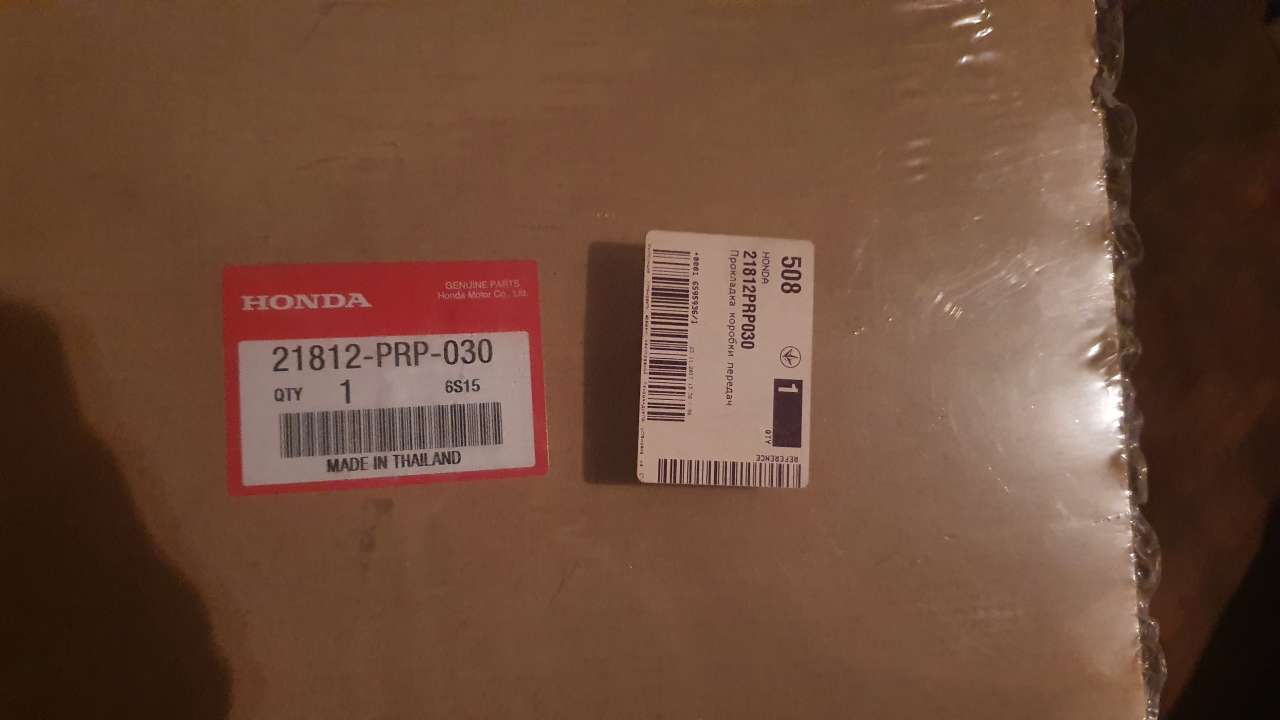 HONDA
GENUINE PARTS
Honda Motor Co., Ltd.
21812-PRP-030
QTY 1 6S15
MADE IN THAILAND
508
HONDA
21812PRP030
Прокладка коробки передач
1
QTY
REFERENCE